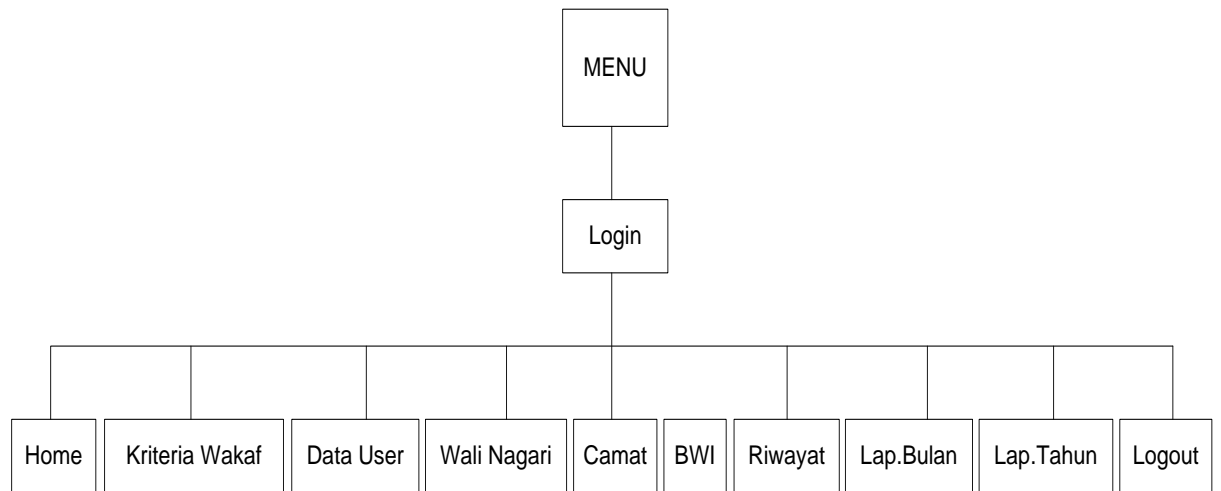 MENU
Login
Home
Kriteria Wakaf
Data User
Wali Nagari
Camat
BWI
Riwayat
Lap.Bulan
Lap.Tahun
Logout